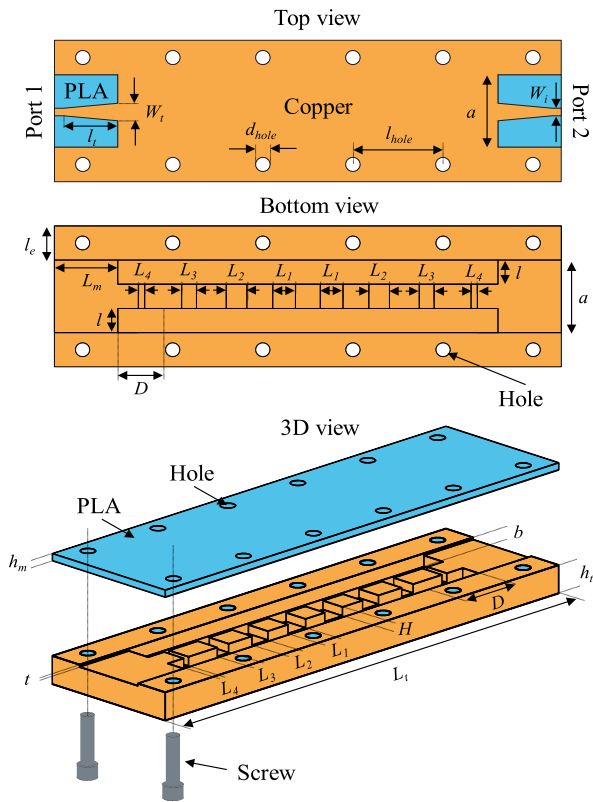 Top view
Port 1
PLA
W_t
l_t
Copper
d_hole
l_hole
a
W_i
Port 2
Bottom view
l_e
L_m
L_4
L_3
L_2
L_1
L_1
L_2
L_3
L_4
l
a
l
D
Hole
3D view
Hole
PLA
h_m
b
h_t
D
H
L_1
L_2
L_3
L_4
L_t
t
Screw